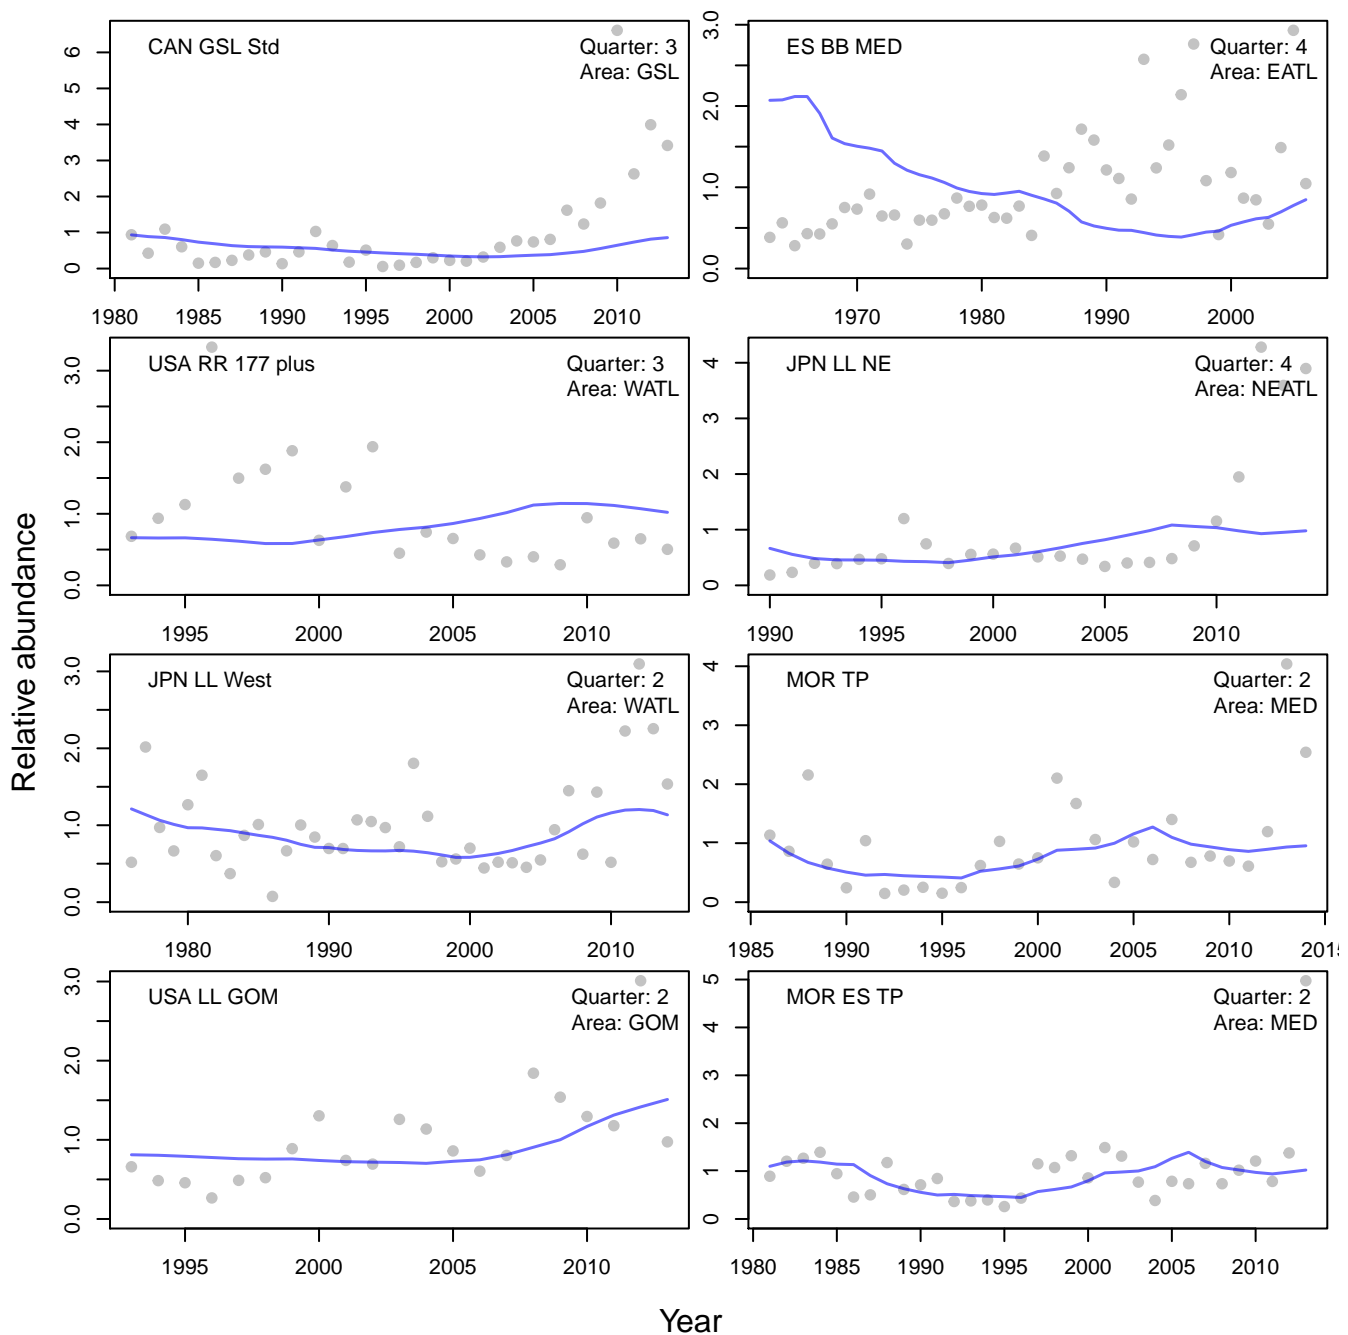 CAN GSL Std
Quarter: 3
Area: GSL
0 1 2 3 4 5 6
1980 1985 1990 1995 2000 2005 2010
ES BB MED
Quarter: 4
Area: EATL
0.0 1.0 2.0 3.0
1970 1980 1990 2000
USA RR 177 plus
Quarter: 3
Area: WATL
0.0 1.0 2.0 3.0
1995 2000 2005 2010
JPN LL NE
Quarter: 4
Area: NEATL
0 1 2 3 4
1990 1995 2000 2005 2010
JPN LL West
Quarter: 2
Area: WATL
0.0 1.0 2.0 3.0
1980 1990 2000 2010
MOR TP
Quarter: 2
Area: MED
0 1 2 3 4
1985 1990 1995 2000 2005 2010
USA LL GOM
Quarter: 2
Area: GOM
0.0 1.0 2.0 3.0
1995 2000 2005 2010
MOR ES TP
Quarter: 2
Area: MED
0 1 2 3 4 5
1980 1985 1990 1995 2000 2005 2010
Relative abundance
Year